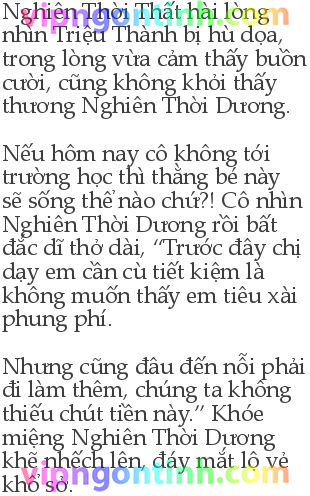 Nghiên Thời Thất hài lòng
nhìn Triệu Thành bị hù dọa,
trong lòng vừa cảm thấy buồn
cười, cũng không khỏi thấy
thương Nghiên Thời Dương.
Nếu hôm nay cô không tới
trường học thì thằng bé này
sẽ sống thể nào chứ?! Cô nhìn
Nghiên Thời Dương rồi bất
đắc dĩ thở dài, “Trước đây chị
dạy em cần cù tiết kiệm là
không muốn thấy em tiêu xài
phung phí.
Nhưng cũng đâu đến nỗi phải
đi làm thêm, chúng ta không
thiếu chút tiền này.” Khóe
miệng Nghiên Thời Dương
khẽ nhếch lên, đáy mắt lộ vẻ
khổ sở.
vipngontinh.com
vipngontinh.com